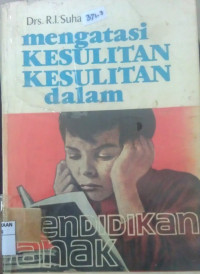 Drs. R.I. Suha
mengatasi
KESULITAN
KESULITAN
dalam
PENDIDIKAN
anak